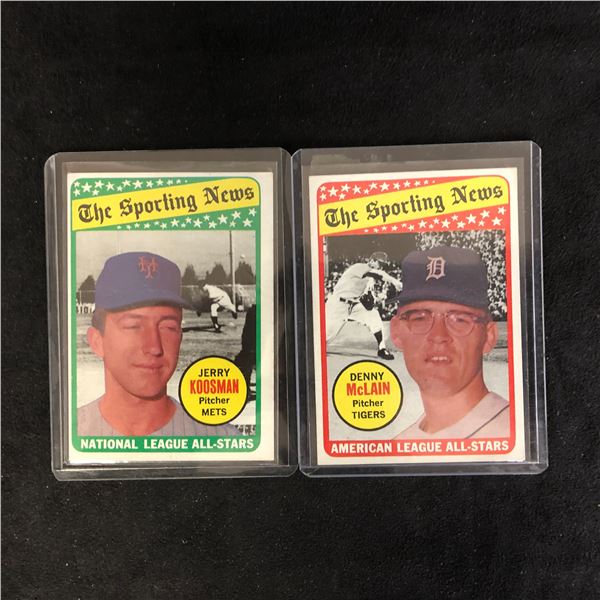 The Sporting News
NY
JERRY
KOOSMAN
Pitcher
METS
NATIONAL LEAGUE ALL-STARS
The Sporting News
D
DENNY
McLAIN
Pitcher
TIGERS
AMERICAN LEAGUE ALL-STARS